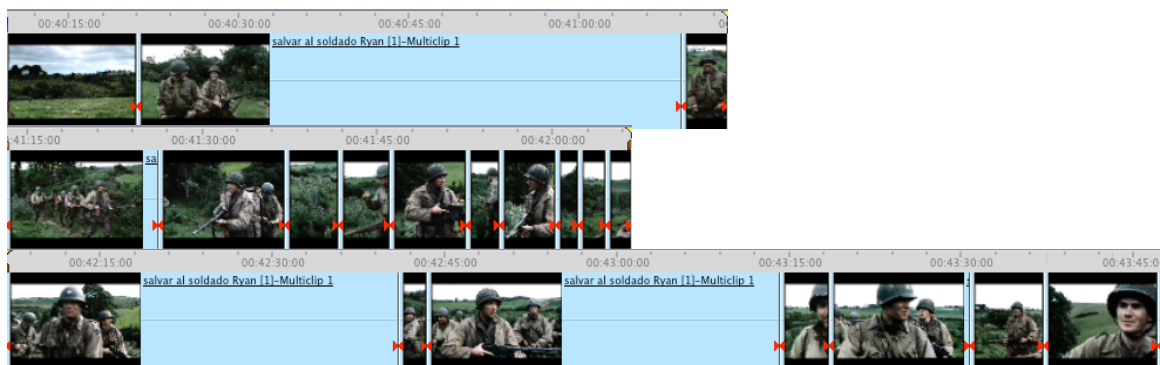 00:40:15:00 00:40:30:00 00:40:45:00 00:41:00:00
salvar al soldado Ryan [1]-Multiclip 1
:41:15:00 00:41:30:00 00:41:45:00 00:42:00:00
sa
00:42:15:00 00:42:30:00 00:42:45:00 00:43:00:00 00:43:15:00 00:43:30:00 00:43:45:0
salvar al soldado Ryan [1]-Multiclip 1 salvar al soldado Ryan [1]-Multiclip 1